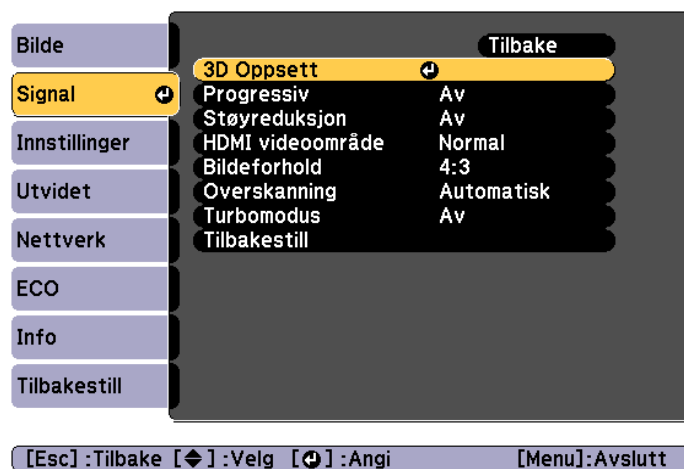 Bilde
Signal
Innstillinger
Utvidet
Nettverk
ECO
Info
Tilbakestill
Tilbake
3D Oppsett
Progressiv Av
Støyreduksjon Av
HDMI videoområde Normal
Bildeforhold 4:3
Overskanning Automatisk
Turbomodus Av
Tilbakestill
[Esc] :Tilbake [◆] :Velg [⏎] :Angi [Menu]:Avslutt